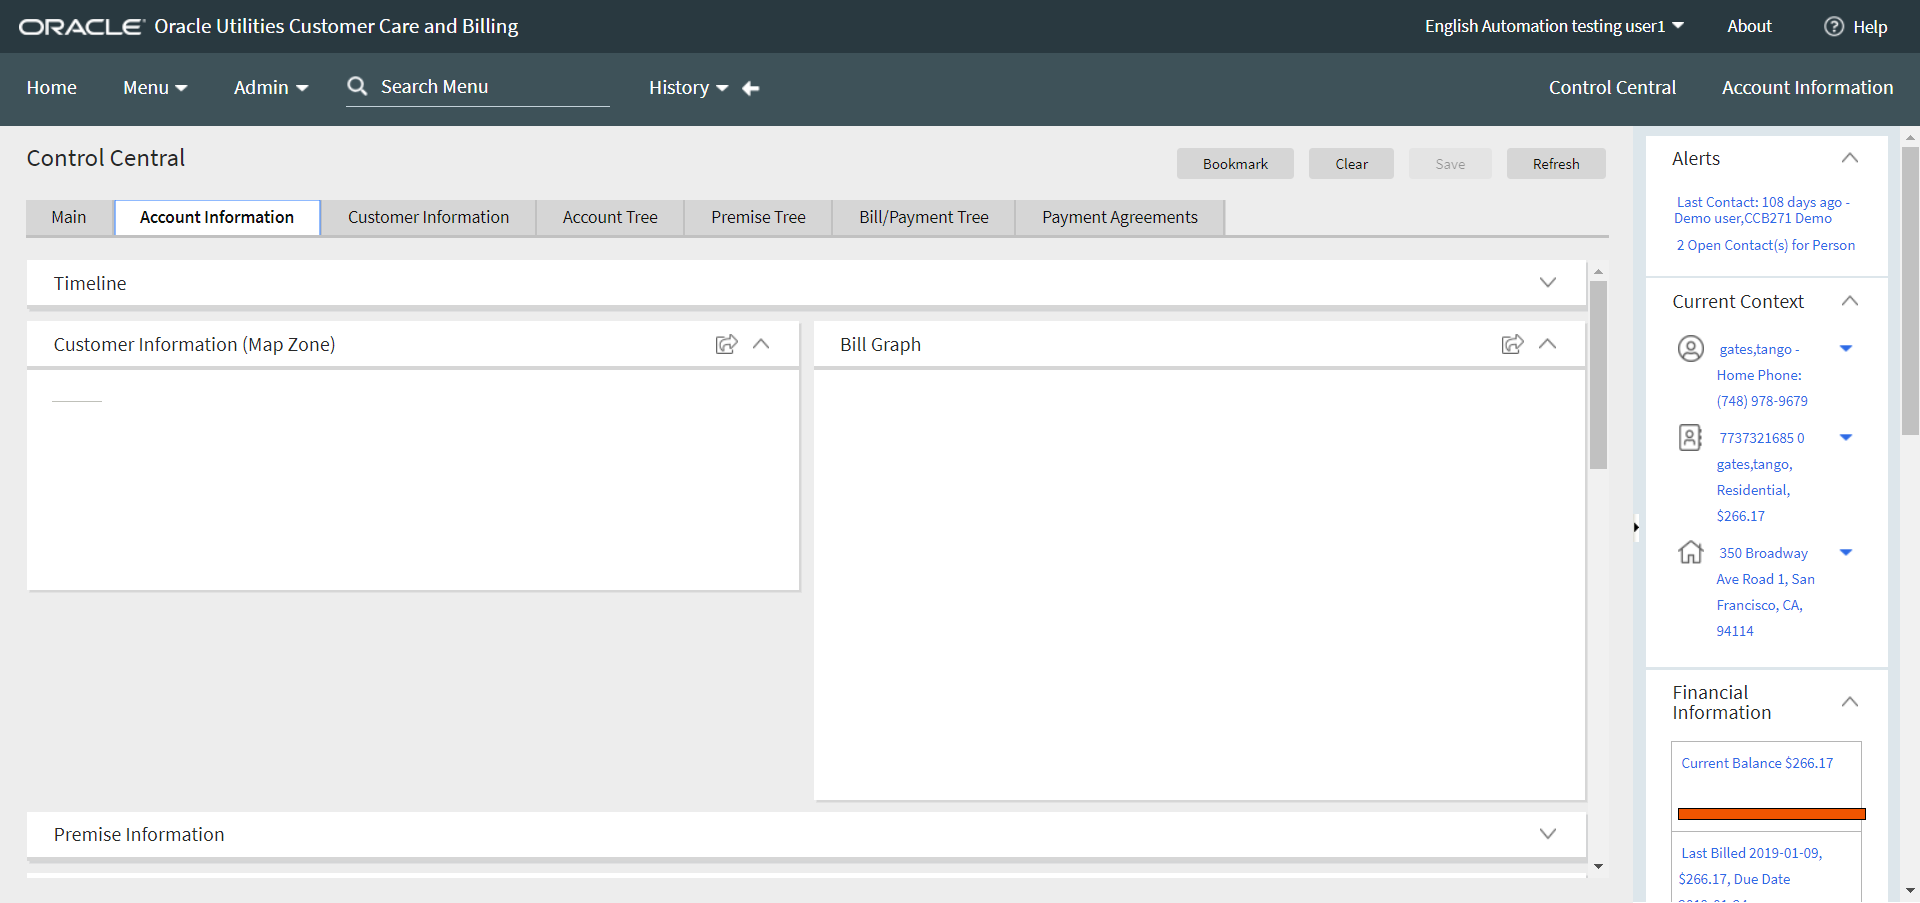 ORACLE Oracle Utilities Customer Care and Billing
English Automation testing user1 About Help
Home Menu Admin Search Menu History Control Central Account Information
Control Central
Bookmark Clear Save Refresh
Main Account Information Customer Information Account Tree Premise Tree Bill/Payment Tree Payment Agreements
Timeline
Customer Information (Map Zone)
Bill Graph
Premise Information
Alerts
Last Contact: 108 days ago -
Demo user,CCB271 Demo
2 Open Contact(s) for Person
Current Context
gates,tango -
Home Phone:
(748) 978-9679
7737321685 0
gates,tango,
Residential,
$266.17
350 Broadway
Ave Road 1, San
Francisco, CA,
94114
Financial
Information
Current Balance $266.17
Last Billed 2019-01-09,
$266.17, Due Date